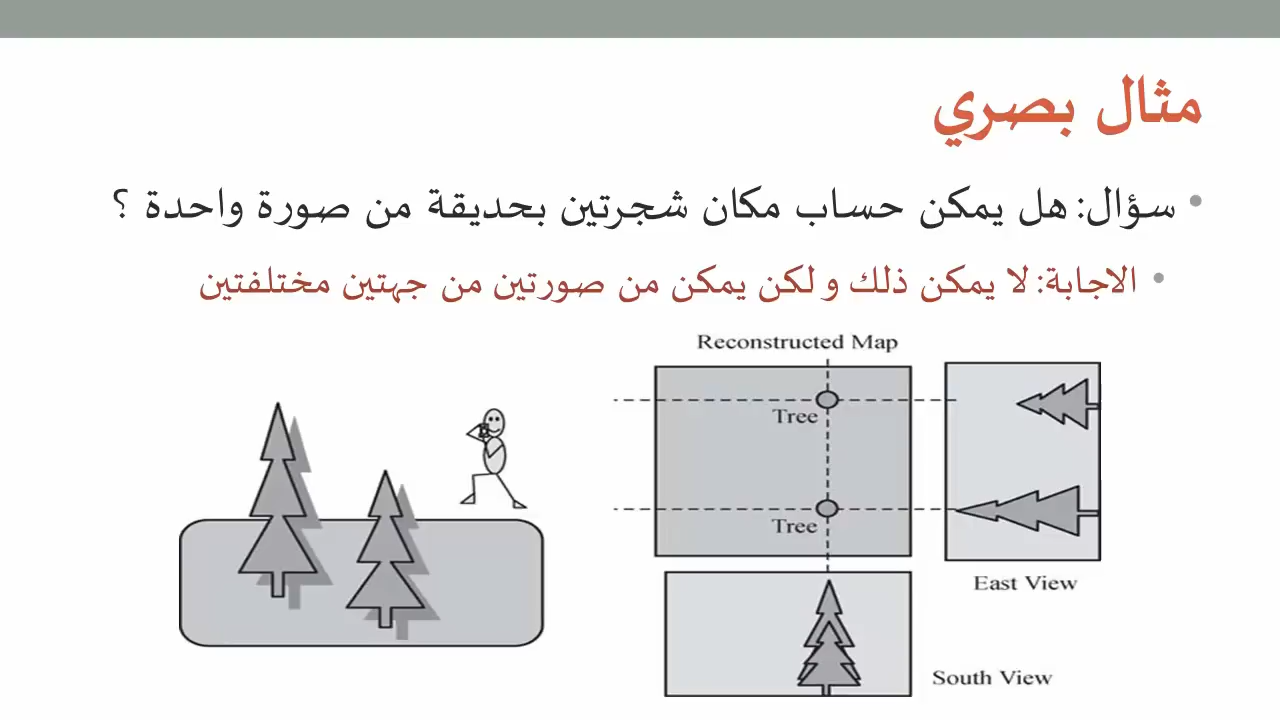 مثال بصري
• سؤال: هل يمكن حساب مكان شجرتين بحديقة من صورة واحدة ؟
• الاجابة: لا يمكن ذلك و لكن يمكن من صورتين من جهتين مختلفتين
Reconstructed Map
Tree
Tree
East View
South View